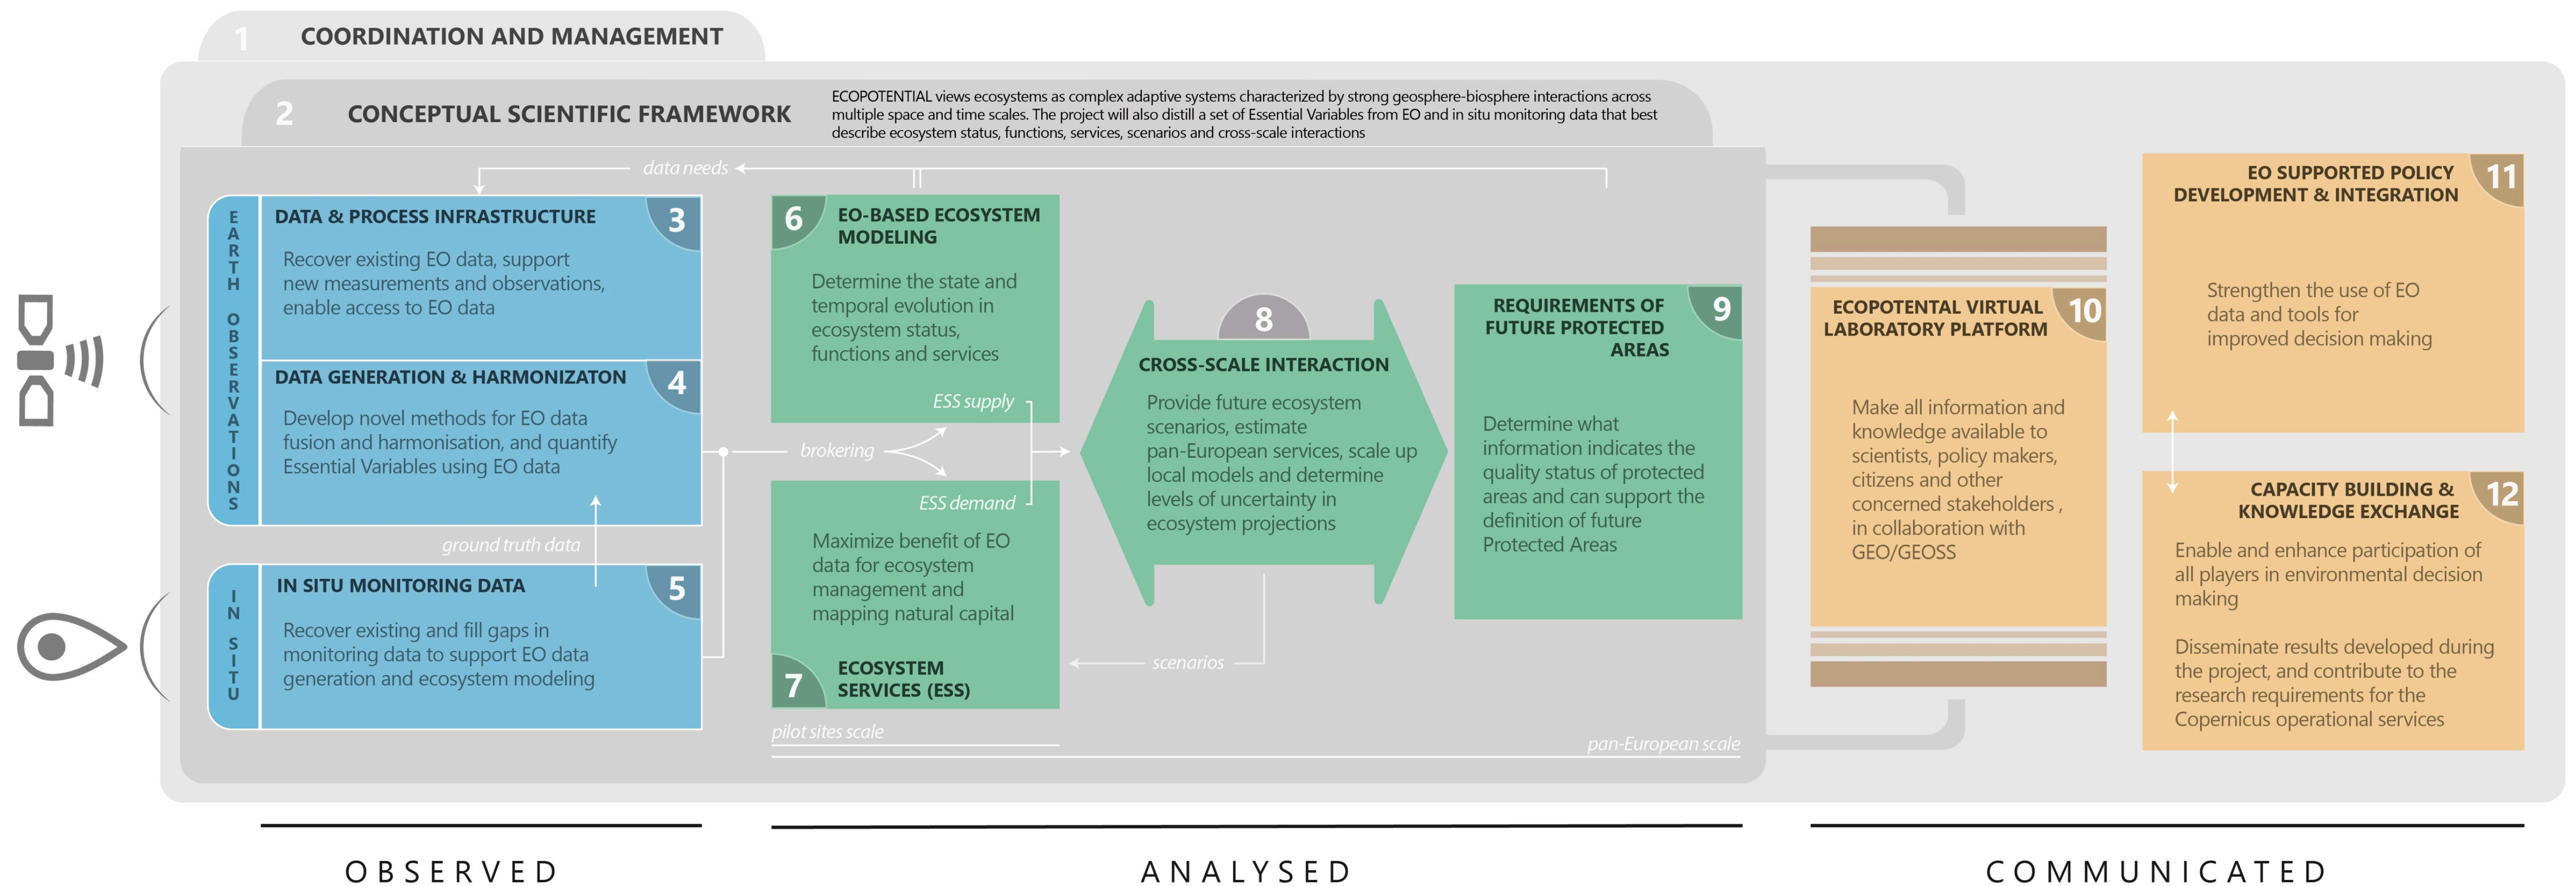 1 COORDINATION AND MANAGEMENT
2 CONCEPTUAL SCIENTIFIC FRAMEWORK
ECOPOTENTIAL views ecosystems as complex adaptive systems characterized by strong geosphere-biosphere interactions across
multiple space and time scales. The project will also distill a set of Essential Variables from EO and in situ monitoring data that best
describe ecosystem status, functions, services, scenarios and cross-scale interactions
data needs
EARTH OBSERVATIONS
DATA & PROCESS INFRASTRUCTURE 3
Recover existing EO data, support
new measurements and observations,
enable access to EO data
DATA GENERATION & HARMONIZATON 4
Develop novel methods for EO data
fusion and harmonisation, and quantify
Essential Variables using EO data
ground truth data
IN SITU
IN SITU MONITORING DATA 5
Recover existing and fill gaps in
monitoring data to support EO data
generation and ecosystem modeling
brokering
6 EO-BASED ECOSYSTEM
MODELING
Determine the state and
temporal evolution in
ecosystem status,
functions and services
ESS supply
ESS demand
Maximize benefit of EO
data for ecosystem
management and
mapping natural capital
7 ECOSYSTEM
SERVICES (ESS)
pilot sites scale
8
CROSS-SCALE INTERACTION
Provide future ecosystem
scenarios, estimate
pan-European services, scale up
local models and determine
levels of uncertainty in
ecosystem projections
scenarios
REQUIREMENTS OF 9
FUTURE PROTECTED
AREAS
Determine what
information indicates the
quality status of protected
areas and can support the
definition of future
Protected Areas
pan-European scale
ECOPOTENTAL VIRTUAL 10
LABORATORY PLATFORM
Make all information and
knowledge available to
scientists, policy makers,
citizens and other
concerned stakeholders ,
in collaboration with
GEO/GEOSS
EO SUPPORTED POLICY 11
DEVELOPMENT & INTEGRATION
Strengthen the use of EO
data and tools for
improved decision making
CAPACITY BUILDING & 12
KNOWLEDGE EXCHANGE
Enable and enhance participation of
all players in environmental decision
making
Disseminate results developed during
the project, and contribute to the
research requirements for the
Copernicus operational services
OBSERVED
ANALYSED
COMMUNICATED